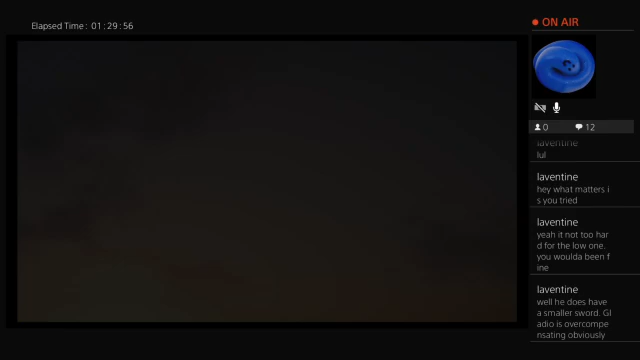 Elapsed Time : 01:29:56
ON AIR
0
12
laventine
lul
laventine
hey what matters i
s you tried
laventine
yeah it not too har
d for the low one.
you woulda been f
ine
laventine
well he does have
a smaller sword. Gl
adio is overcompe
nsating obviously